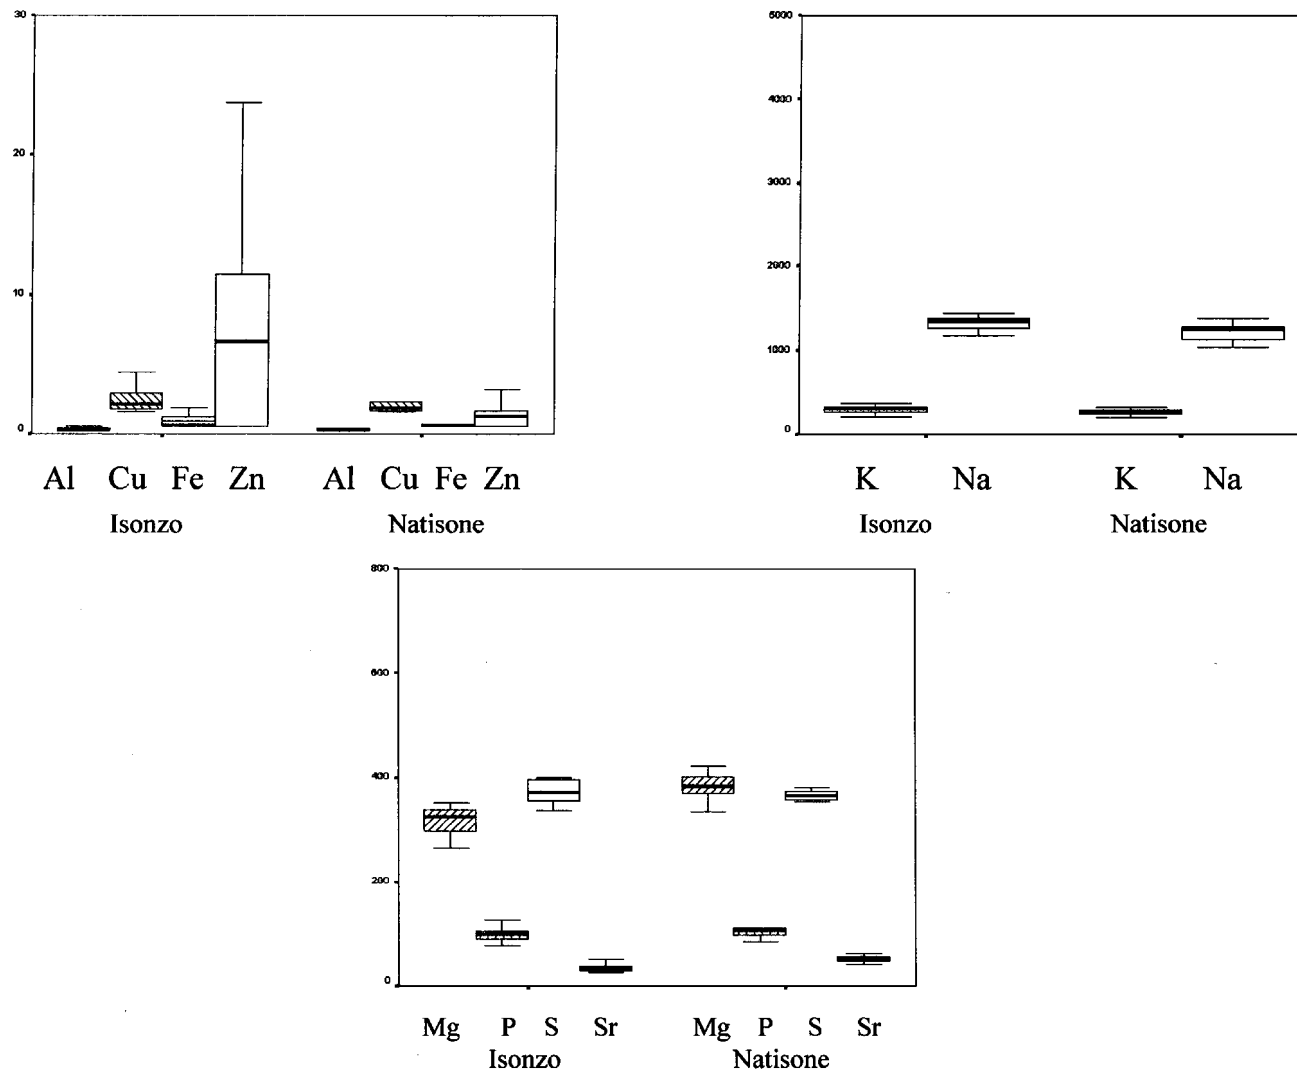 30
20
10
0
Al Cu Fe Zn Al Cu Fe Zn
Isonzo Natisone
5000
4000
3000
2000
1000
0
K Na K Na
Isonzo Natisone
800
600
400
200
0
Mg P S Sr Mg P S Sr
Isonzo Natisone